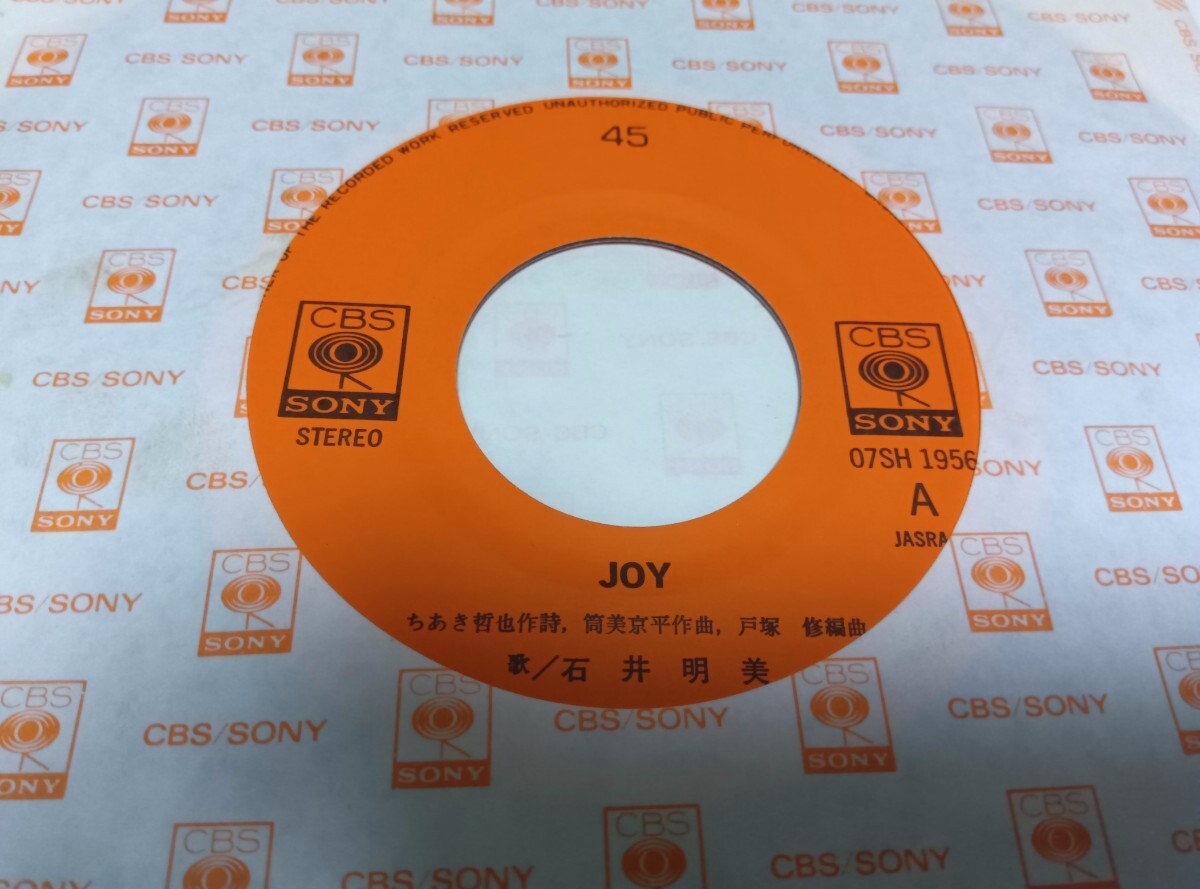 OF THE RECORDED WORK RESERVED UNAUTHORIZED PUBLIC
45
CBS
SONY
STEREO
CBS
SONY
07SH 1956
A
JASRA
JOY
ちあき哲也作詩, 筒美京平作曲, 戸塚 修編曲
歌/石井明美
CBS/SONY